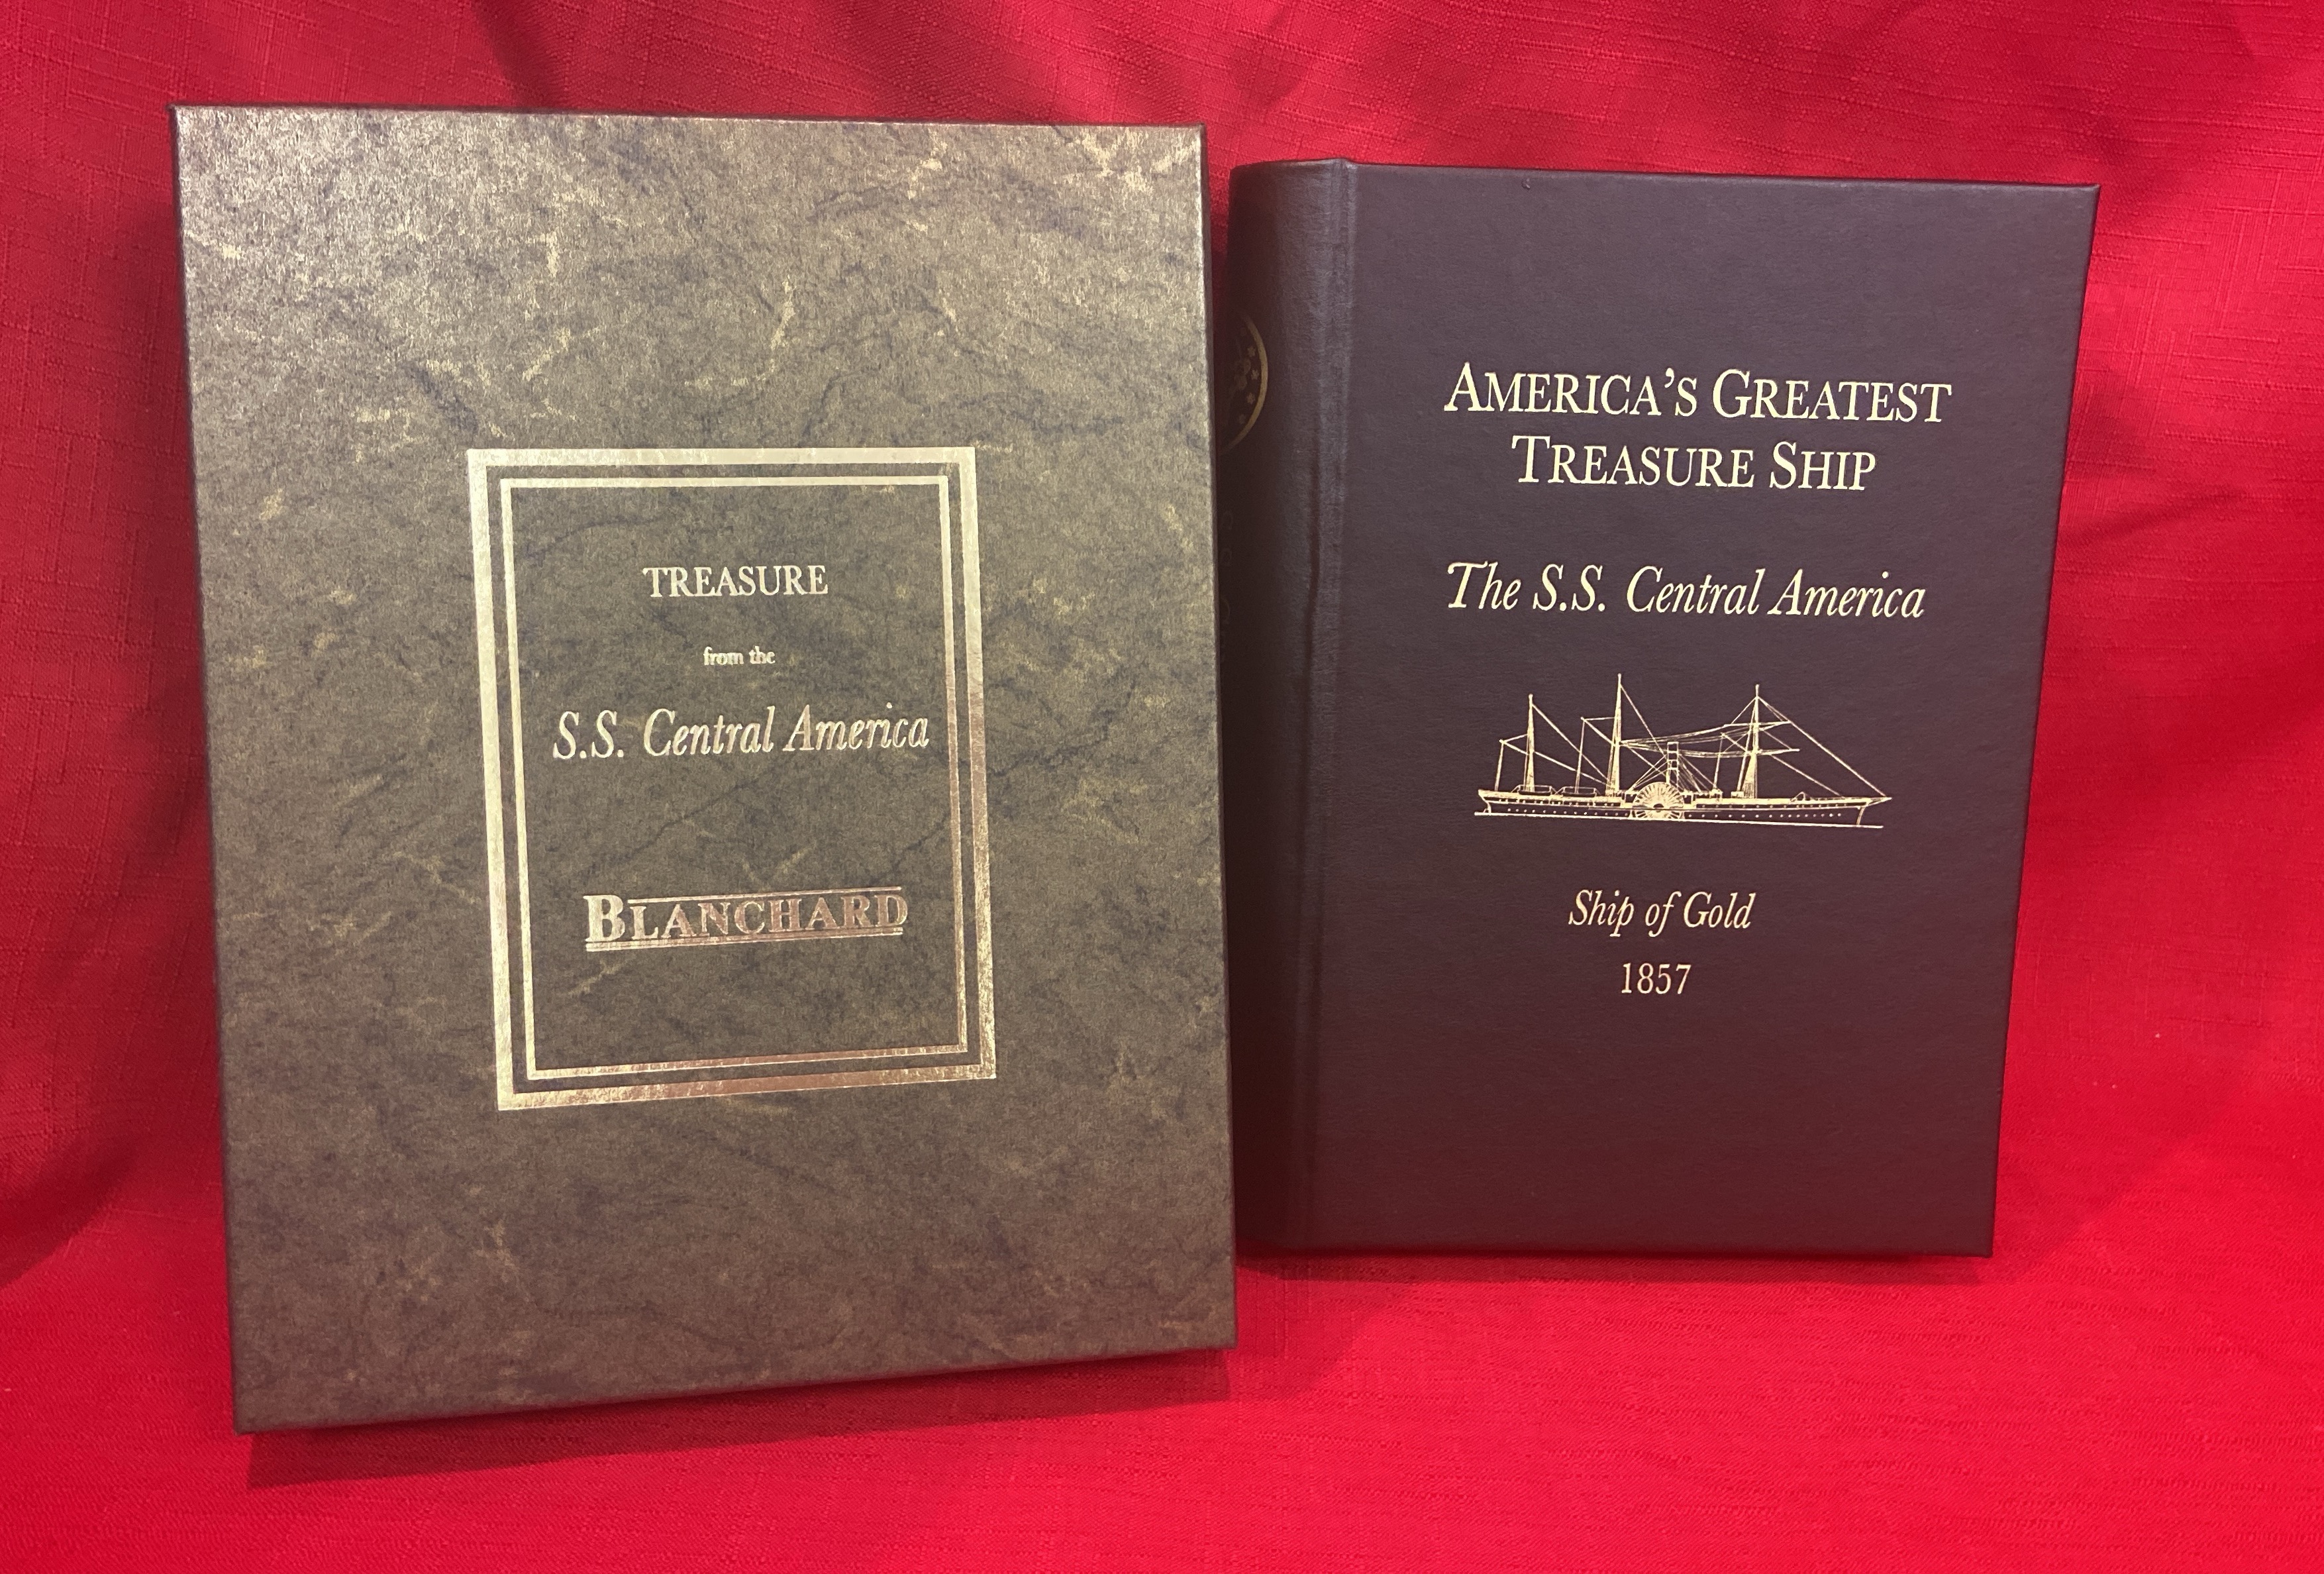 TREASURE
from the
S.S. Central America
BLANCHARD
AMERICA'S GREATEST
TREASURE SHIP
The S.S. Central America
Ship of Gold
1857